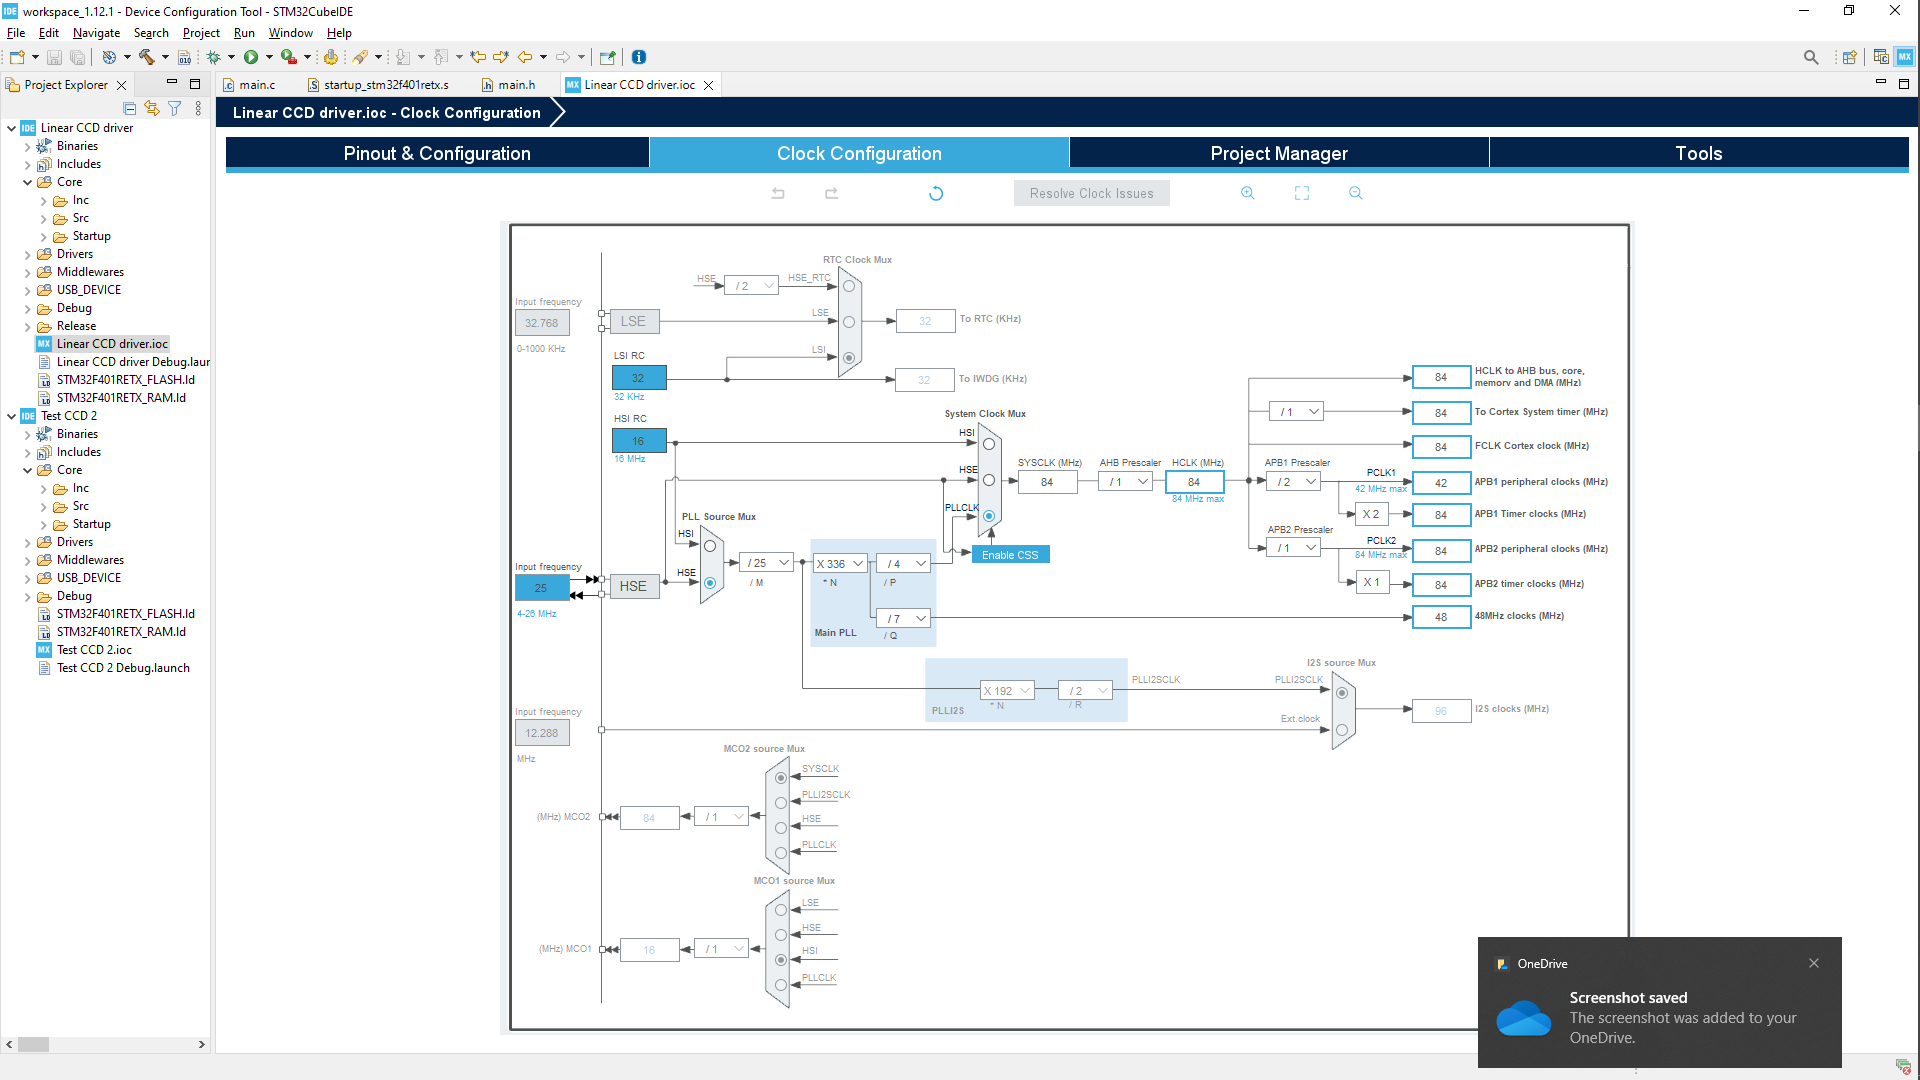 IDE workspace_1.12.1 - Device Configuration Tool - STM32CubeIDE
File Edit Navigate Search Project Run Window Help
Project Explorer
main.c
startup_stm32f401retx.s
main.h
MX Linear CCD driver.ioc
Linear CCD driver.ioc - Clock Configuration
Pinout & Configuration
Clock Configuration
Project Manager
Tools
Resolve Clock Issues
IDE Linear CCD driver
Binaries
Includes
Core
Inc
Src
Startup
Drivers
Middlewares
USB_DEVICE
Debug
Release
MX Linear CCD driver.ioc
Linear CCD driver Debug.laur
STM32F401RETX_FLASH.ld
STM32F401RETX_RAM.ld
IDE Test CCD 2
Binaries
Includes
Core
Inc
Src
Startup
Drivers
Middlewares
USB_DEVICE
Debug
STM32F401RETX_FLASH.ld
STM32F401RETX_RAM.ld
MX Test CCD 2.ioc
Test CCD 2 Debug.launch
RTC Clock Mux
HSE
/ 2
HSE_RTC
Input frequency
32.768
0-1000 KHz
LSE
LSE
32
To RTC (KHz)
LSI RC
LSI
32
32 KHz
32
To IWDG (KHz)
HSI RC
16
16 MHz
System Clock Mux
HSI
HSE
PLLCLK
Enable CSS
SYSCLK (MHz)
84
AHB Prescaler
/ 1
HCLK (MHz)
84
84 MHz max
84
HCLK to AHB bus, core,
memory and DMA (MHz)
/ 1
84
To Cortex System timer (MHz)
84
FCLK Cortex clock (MHz)
APB1 Prescaler
/ 2
PCLK1
42 MHz max
42
APB1 peripheral clocks (MHz)
X 2
84
APB1 Timer clocks (MHz)
APB2 Prescaler
/ 1
PCLK2
84 MHz max
84
APB2 peripheral clocks (MHz)
X 1
84
APB2 timer clocks (MHz)
48
48MHz clocks (MHz)
PLL Source Mux
HSI
HSE
Input frequency
25
4-26 MHz
HSE
/ 25
/ M
X 336
* N
/ 4
/ P
/ 7
/ Q
Main PLL
X 192
* N
/ 2
/ R
PLLI2S
PLLI2SCLK
I2S source Mux
PLLI2SCLK
Ext.clock
96
I2S clocks (MHz)
Input frequency
12.288
MHz
MCO2 source Mux
SYSCLK
PLLI2SCLK
HSE
PLLCLK
(MHz) MCO2
84
/ 1
MCO1 source Mux
LSE
HSE
HSI
PLLCLK
(MHz) MCO1
16
/ 1
OneDrive
Screenshot saved
The screenshot was added to your
OneDrive.